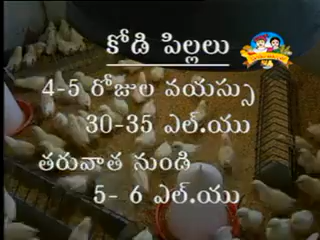 కోడి పిల్లలు
4-5 రోజుల వయస్సు
30-35 ఎల్.యు
తరువాత నుండి
5- 6 ఎల్.యు